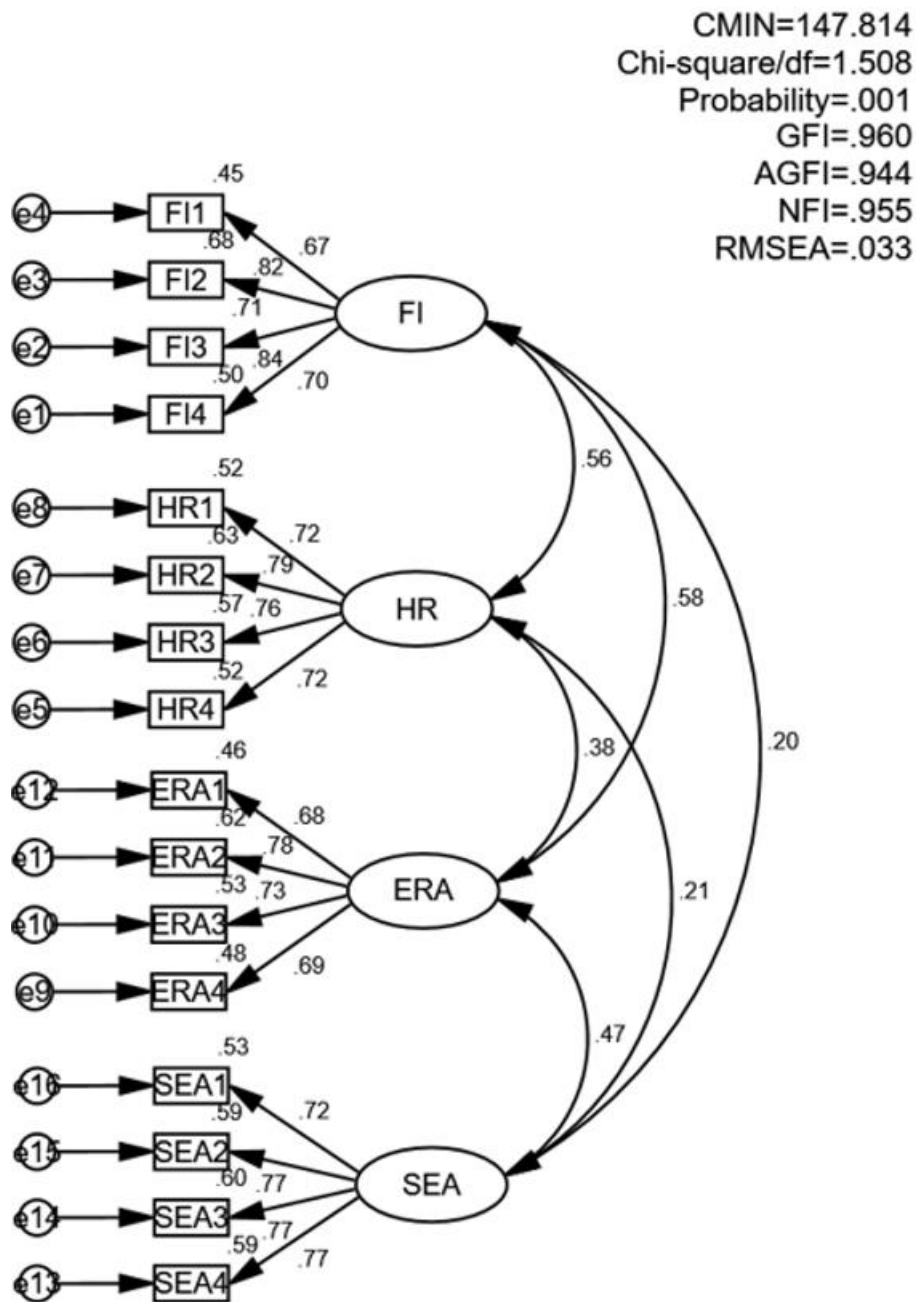 CMIN=147.814
Chi-square/df=1.508
Probability=.001
GFI=.960
AGFI=.944
NFI=.955
RMSEA=.033
.45
e4 FI1
.68 .67
e3 FI2 .82
.71
FI
e2 FI3
.50 .84 .70
e1 FI4
.56
.52
e8 HR1
.63 .72
e7 HR2 .79
.57 .76
HR
.58
e6 HR3
.52 .72
e5 HR4
.46
.38
.20
e12 ERA1
.62 .68
e11 ERA2 .78
.53 .73
ERA
.21
e10 ERA3
.48 .69
e9 ERA4
.47
.53
e16 SEA1
.59 .72
e15 SEA2
.60 .77
SEA
e14 SEA3
.59 .77 .77
e13 SEA4